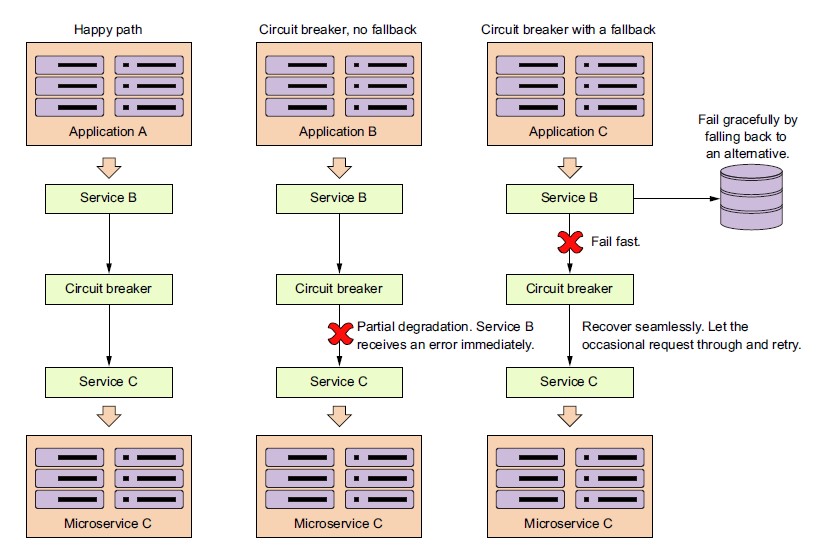 Happy path
Circuit breaker, no fallback
Circuit breaker with a fallback
Application A
Application B
Application C
Fail gracefully by
falling back to
an alternative.
Service B
Service B
Service B
Fail fast.
Circuit breaker
Circuit breaker
Circuit breaker
Partial degradation. Service B
receives an error immediately.
Recover seamlessly. Let the
occasional request through and retry.
Service C
Service C
Service C
Microservice C
Microservice C
Microservice C